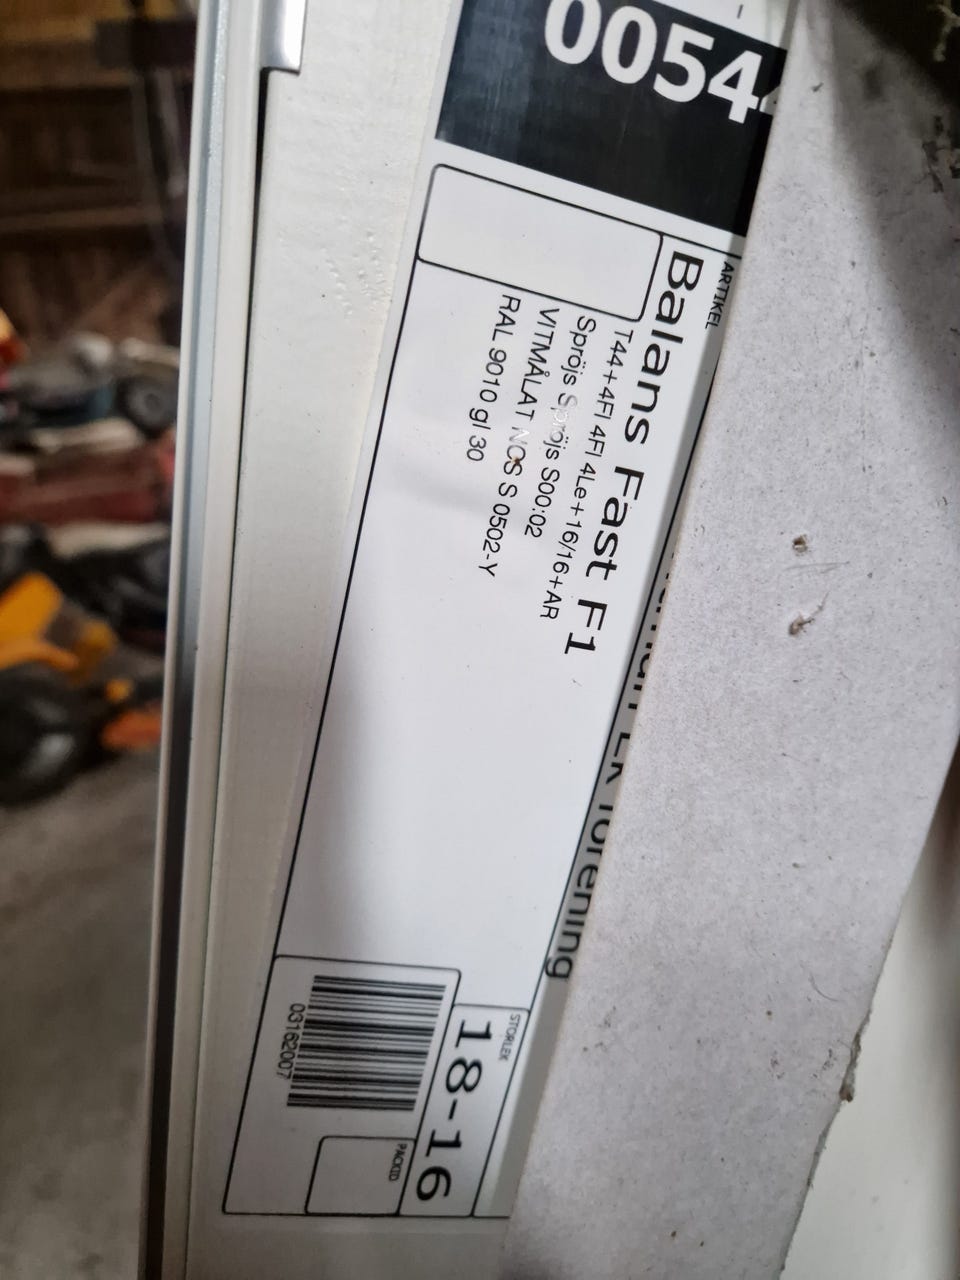 0054
ARTIKEL
Balans Fast F1
T44+4Fl 4Fl 4Le+16/16+AR
Spröjs Spröjs S00:02
VITMÅLAT NCS S 0502-Y
RAL 9010 gl 30
förening
STORLEK
18-16
03162007
PACKID